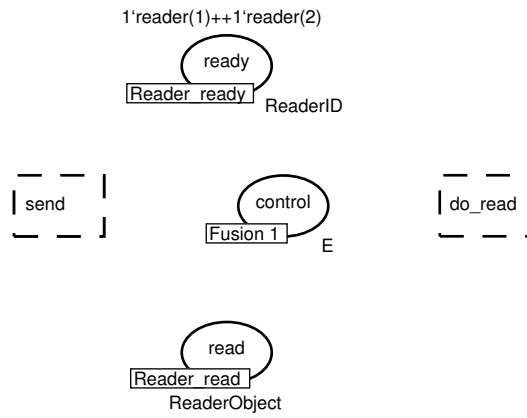 1‘reader(1)++1‘reader(2)
ready
Reader_ready
ReaderID
send
control
do_read
Fusion 1
E
read
Reader_read
ReaderObject